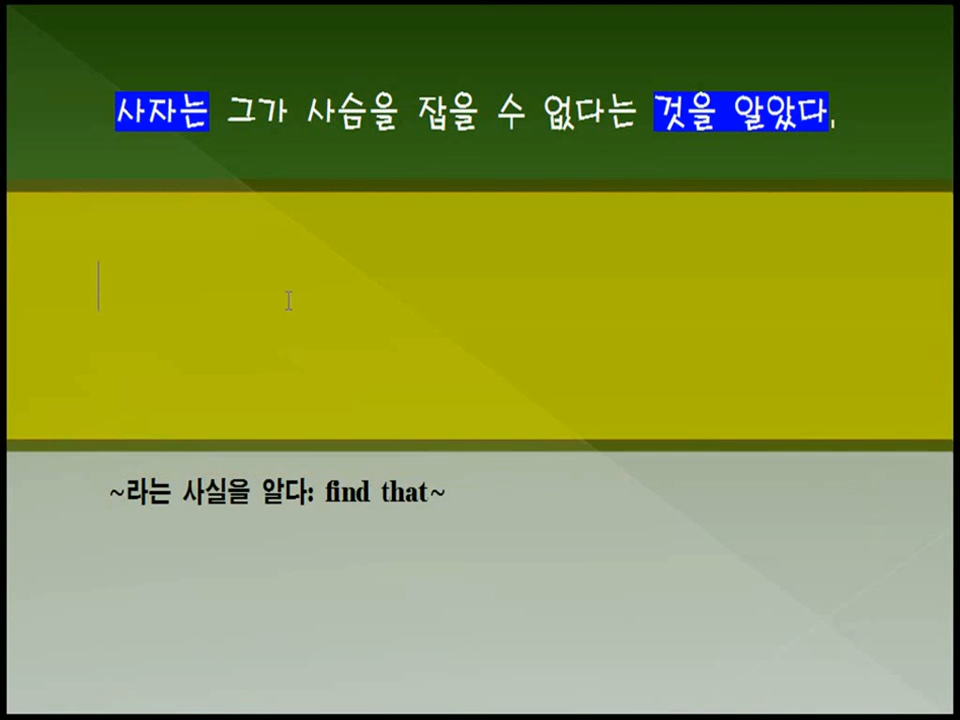 사자는 그가 사슴을 잡을 수 없다는 것을 알았다.
~라는 사실을 알다: find that~